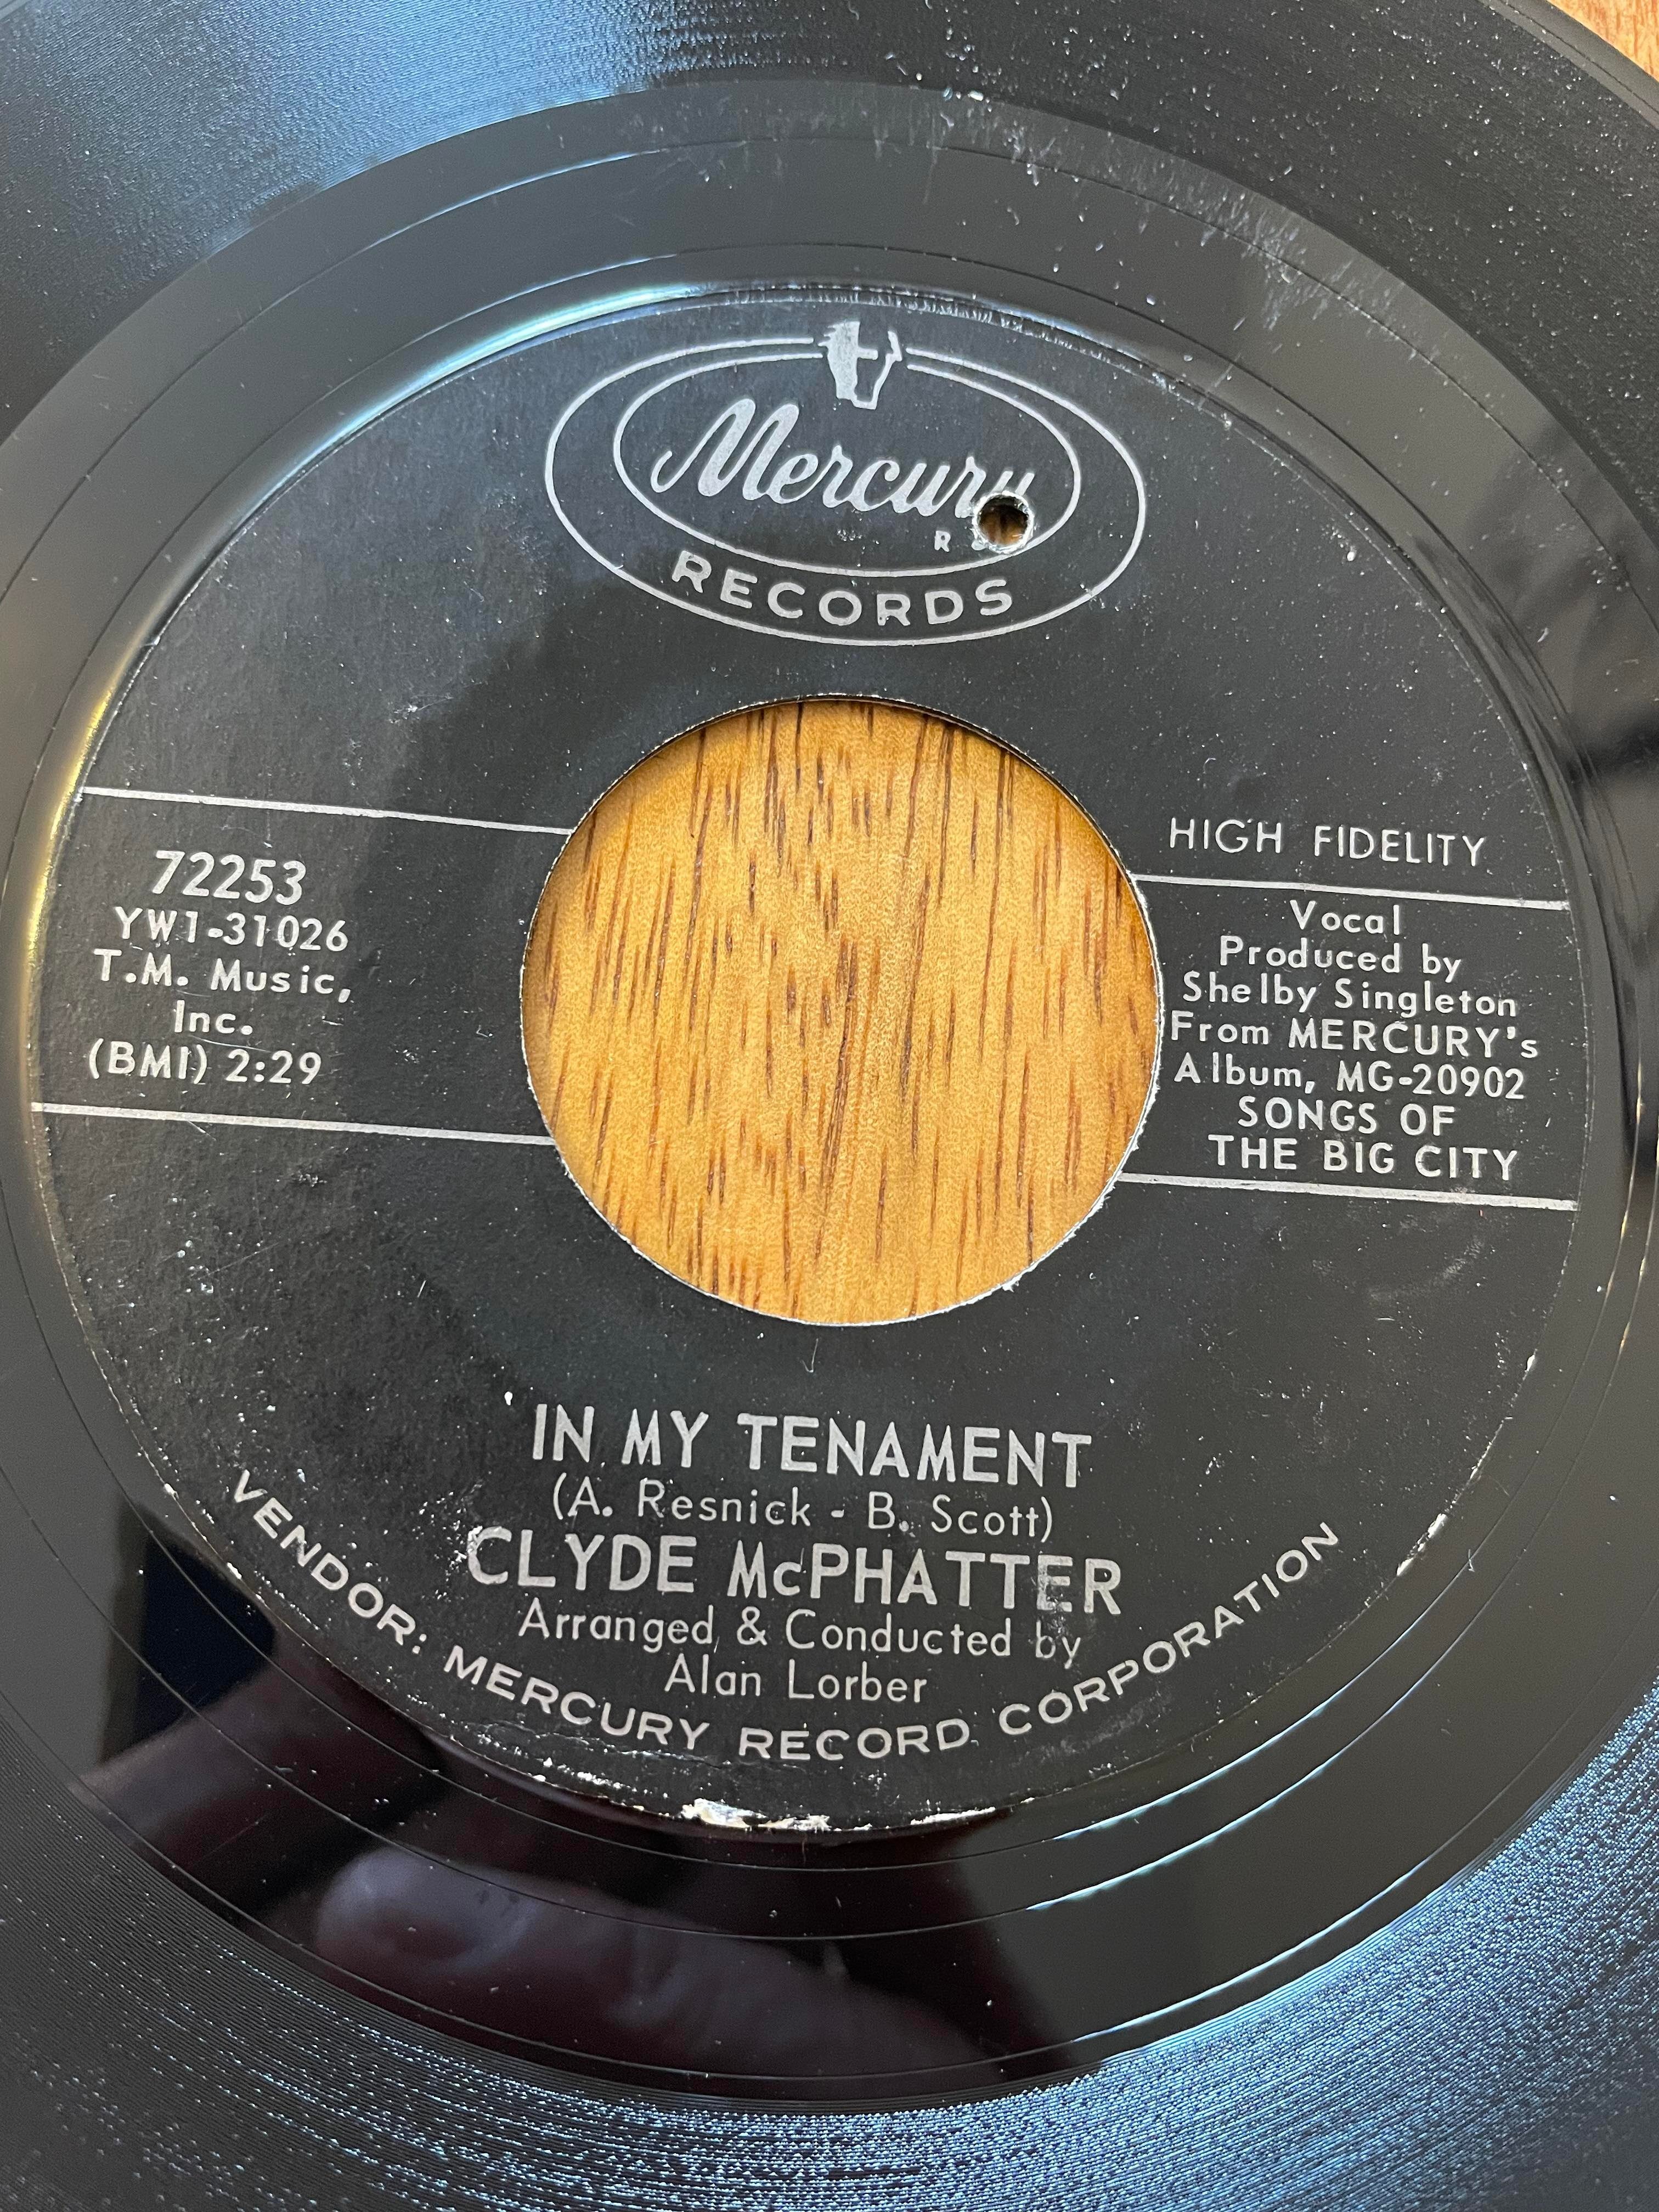 Mercury
R
RECORDS
HIGH FIDELITY
72253
YW1-31026
T.M. Music,
Inc.
(BMI) 2:29
Vocal
Produced by
Shelby Singleton
From MERCURY's
Album, MG-20902
SONGS OF
THE BIG CITY
IN MY TENAMENT
(A. Resnick - B. Scott)
CLYDE McPHATTER
Arranged & Conducted by
Alan Lorber
VENDOR: MERCURY RECORD CORPORATION